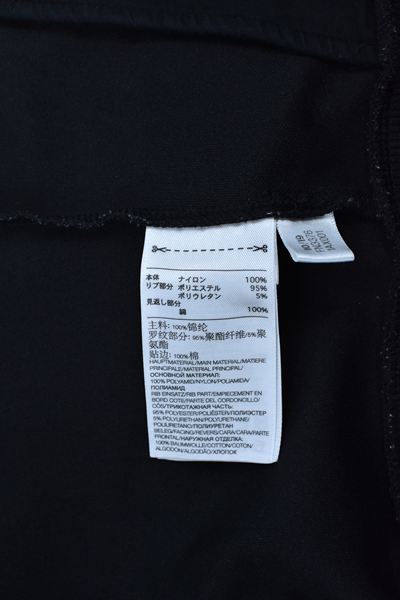 本体 ナイロン 100%
リブ部分 ポリエステル 95%
ポリウレタン 5%
見返し部分
綿 100%
主料: 100%锦纶
罗纹部分: 95%聚酯纤维/5%聚
氨酯
贴边: 100%棉
HAUPTMATERIAL/MAIN MATERIAL/MATIERE
PRINCIPALE/MATERIAL PRINCIPAL/
ОСНОВНОЙ МАТЕРИАЛ:
100% POLYAMID/NYLON/POLIAMIDA/
ПОЛИАМИД
RIB EINSATZ/RIB PART/EMPIECEMENT EN
BORD COTE/PARTE DEL CORDONCILLO/
CÓS/ТРИКОТАЖНАЯ ЧАСТЬ:
95% POLYESTER/POLIÉSTER/ПОЛИЭСТЕР
5% POLYURETHAN/POLYURETHANE/
POLIURETANO/ПОЛИУРЕТАН
BELEG/FACING/REVERS/CARA/CARA/PARTE
FRONTAL/НАРУЖНАЯ ОТДЕЛКА:
100% BAUMWOLLE/COTTON/COTON/
ALGODON/ALGODÃO/ХЛОПОК